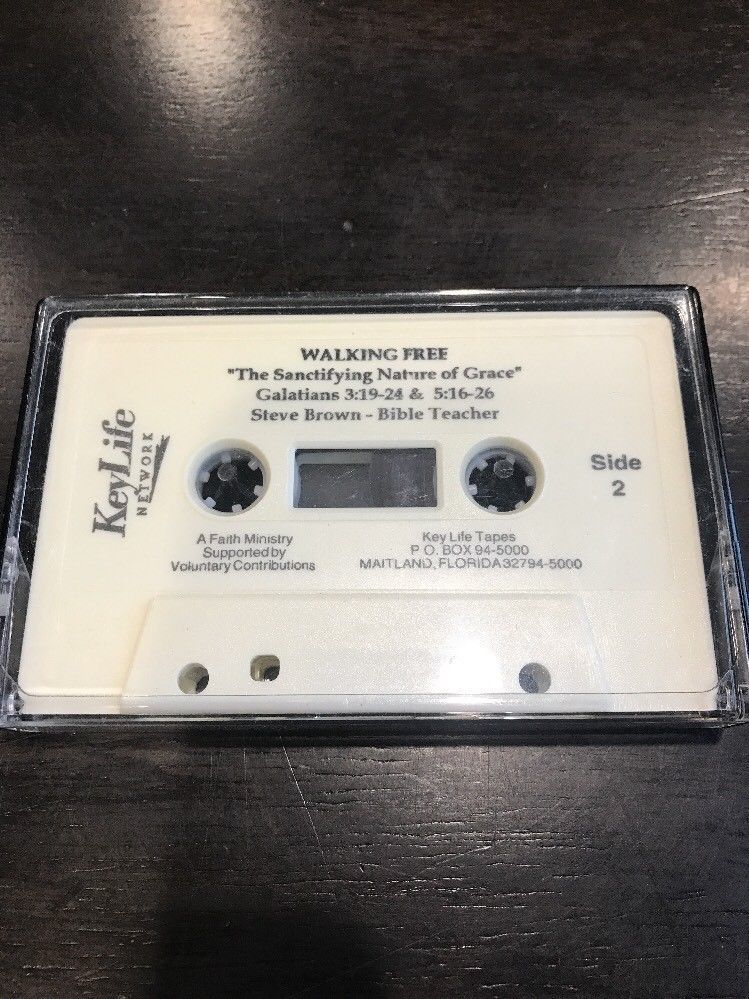 WALKING FREE
"The Sanctifying Nature of Grace"
Galatians 3:19-24 & 5:16-26
Steve Brown - Bible Teacher
KeyLife
NETWORK
Side
2
A Faith Ministry
Supported by
Voluntary Contributions
Key Life Tapes
P.O. BOX 94-5000
MAITLAND, FLORIDA 32794-5000